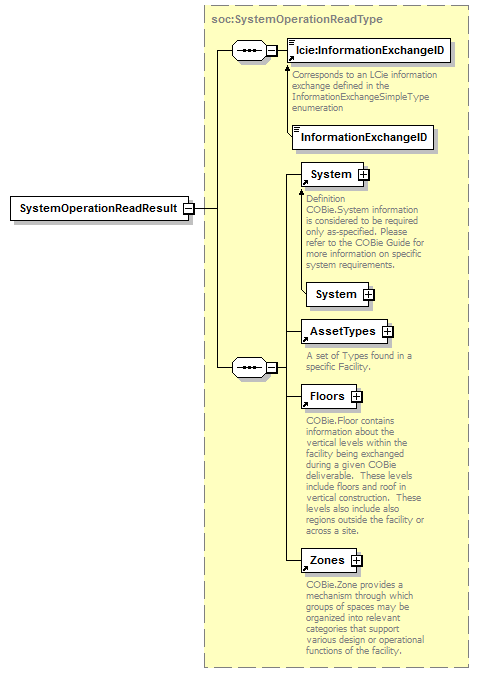 soc:SystemOperationReadType
lcie:InformationExchangeID
Corresponds to an LCie information
exchange defined in the
InformationExchangeSimpleType
enumeration
InformationExchangeID
System
Definition
COBie.System information
is considered to be required
only as-specified. Please
refer to the COBie Guide for
more information on specific
system requirements.
SystemOperationReadResult
System
AssetTypes
A set of Types found in a
specific Facility.
Floors
COBie.Floor contains
information about the
vertical levels within the
facility being exchanged
during a given COBie
deliverable.  These levels
include floors and roof in
vertical construction.  These
levels also include also
regions outside the facility or
across a site.
Zones
COBie.Zone provides a
mechanism through which
groups of spaces may be
organized into relevant
categories that support
various design or operational
functions of the facility.